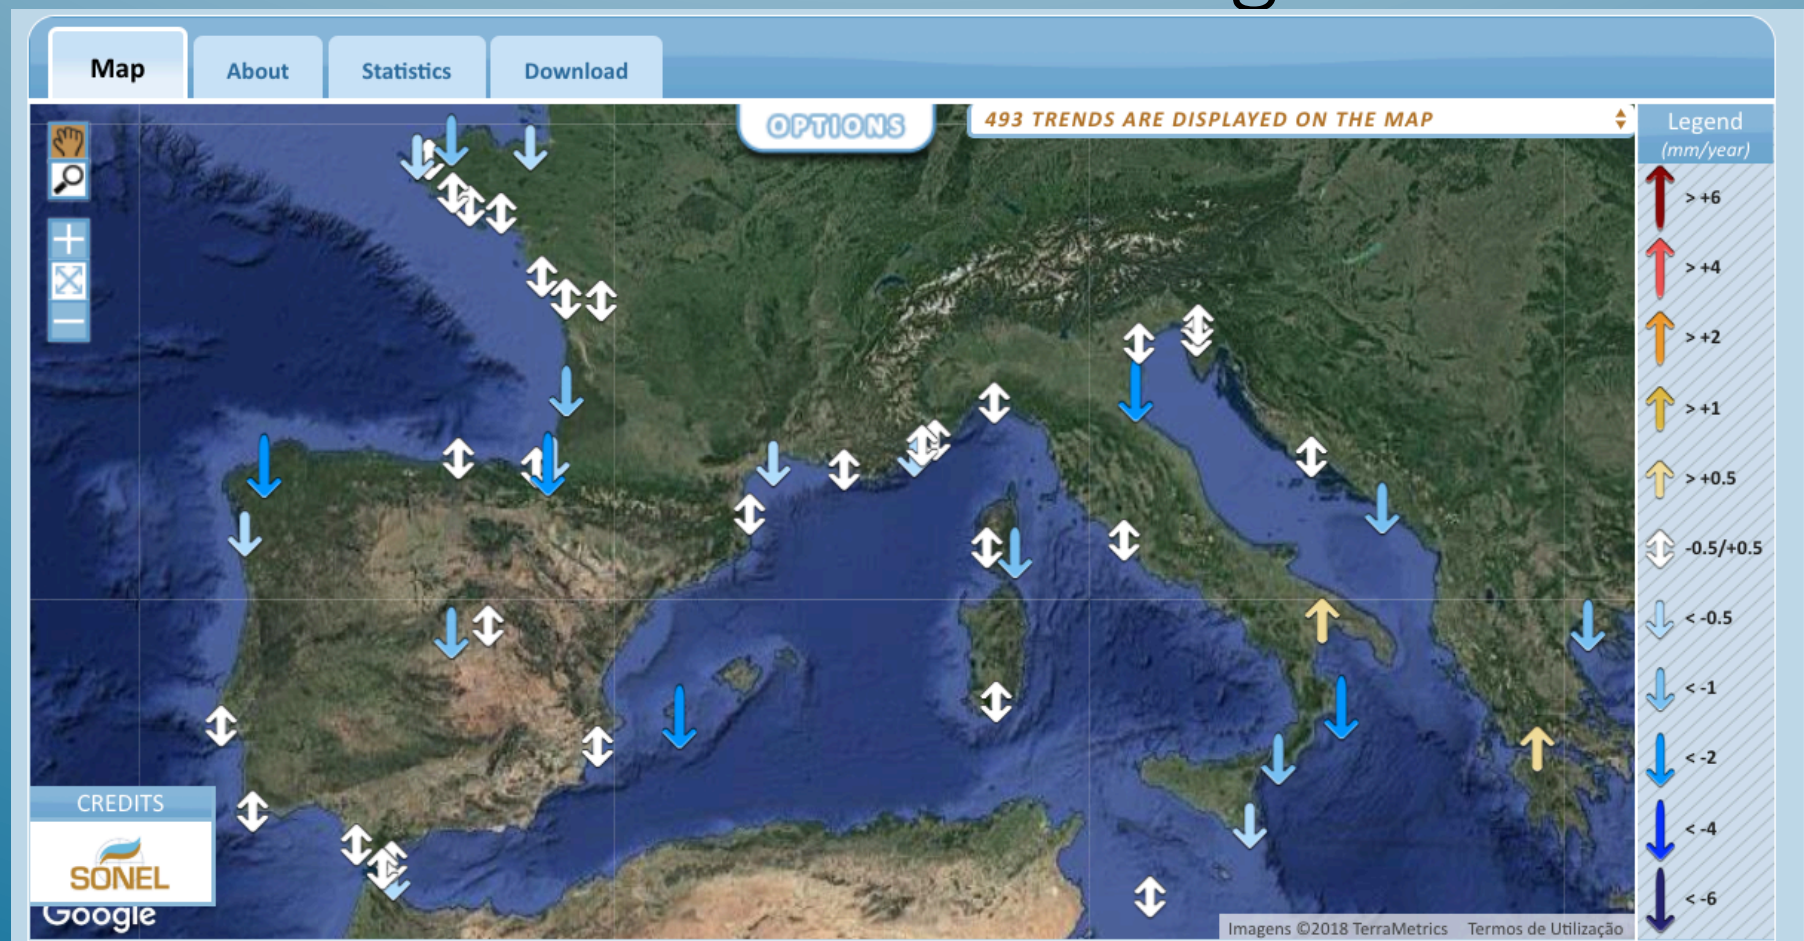 Map
About
Statistics
Download
OPTIONS
493 TRENDS ARE DISPLAYED ON THE MAP
Legend
(mm/year)
> +6
> +4
> +2
> +1
> +0.5
-0.5/+0.5
< -0.5
< -1
< -2
< -4
< -6
CREDITS
SONEL
Google
Imagens ©2018 TerraMetrics Termos de Utilização